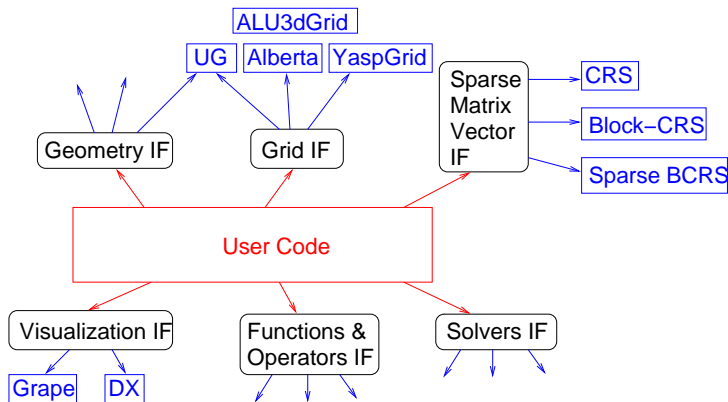 ALU3dGrid
UG
Alberta
YaspGrid
Geometry IF
Grid IF
Sparse
Matrix
Vector
IF
CRS
Block−CRS
Sparse BCRS
User Code
Visualization IF
Functions &
Operators IF
Solvers IF
Grape
DX